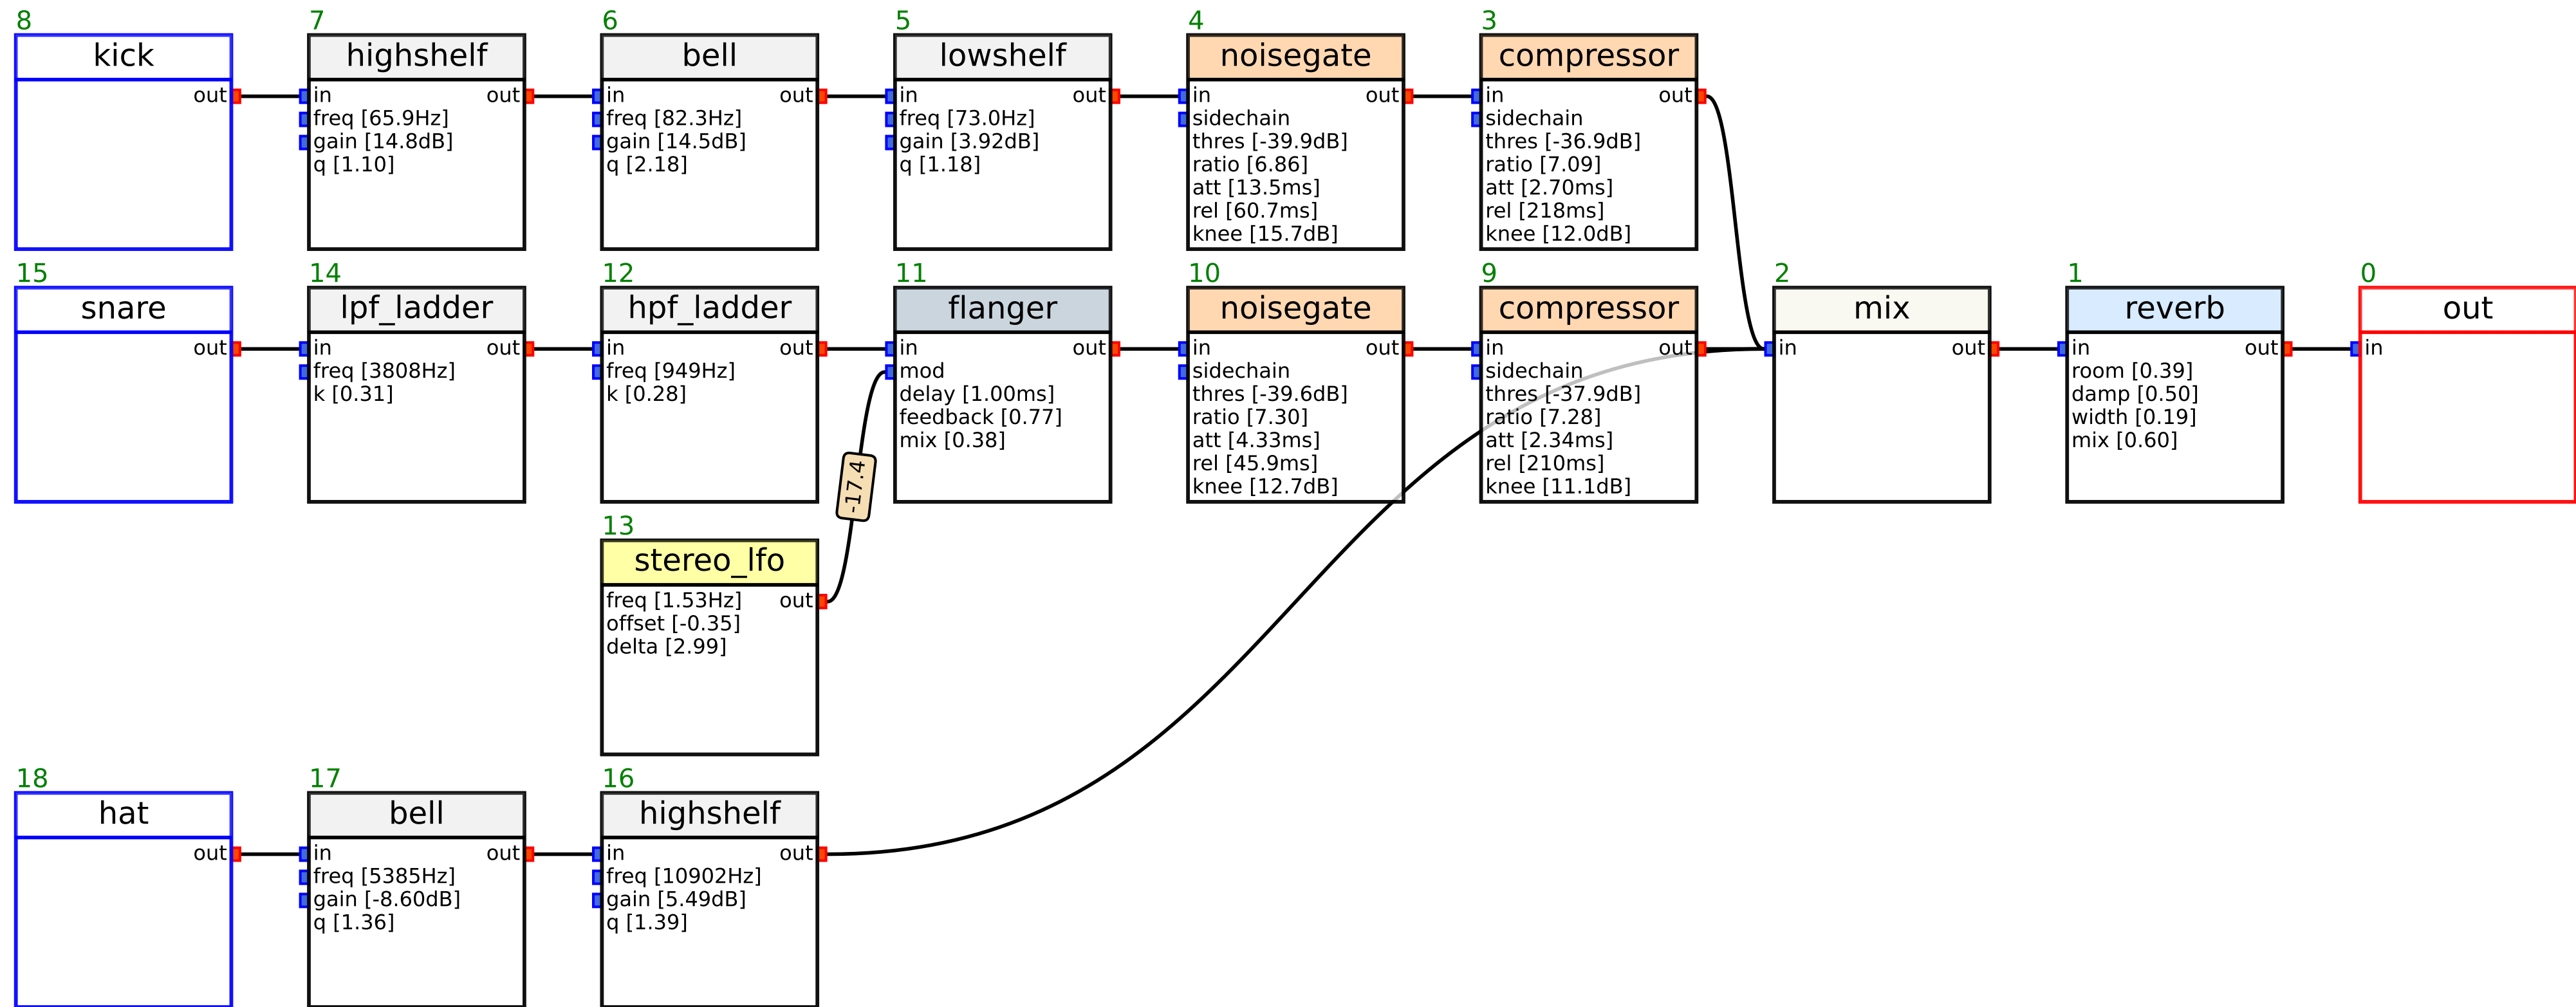 8
kick
out
7
highshelf
in out
freq [65.9Hz]
gain [14.8dB]
q [1.10]
6
bell
in out
freq [82.3Hz]
gain [14.5dB]
q [2.18]
5
lowshelf
in out
freq [73.0Hz]
gain [3.92dB]
q [1.18]
4
noisegate
in out
sidechain
thres [-39.9dB]
ratio [6.86]
att [13.5ms]
rel [60.7ms]
knee [15.7dB]
3
compressor
in out
sidechain
thres [-36.9dB]
ratio [7.09]
att [2.70ms]
rel [218ms]
knee [12.0dB]
15
snare
out
14
lpf_ladder
in out
freq [3808Hz]
k [0.31]
12
hpf_ladder
in out
freq [949Hz]
k [0.28]
11
flanger
in out
mod
delay [1.00ms]
feedback [0.77]
mix [0.38]
10
noisegate
in out
sidechain
thres [-39.6dB]
ratio [7.30]
att [4.33ms]
rel [45.9ms]
knee [12.7dB]
9
compressor
in out
sidechain
thres [-37.9dB]
ratio [7.28]
att [2.34ms]
rel [210ms]
knee [11.1dB]
2
mix
in out
1
reverb
in out
room [0.39]
damp [0.50]
width [0.19]
mix [0.60]
0
out
in
-17.4
13
stereo_lfo
freq [1.53Hz] out
offset [-0.35]
delta [2.99]
18
hat
out
17
bell
in out
freq [5385Hz]
gain [-8.60dB]
q [1.36]
16
highshelf
in out
freq [10902Hz]
gain [5.49dB]
q [1.39]